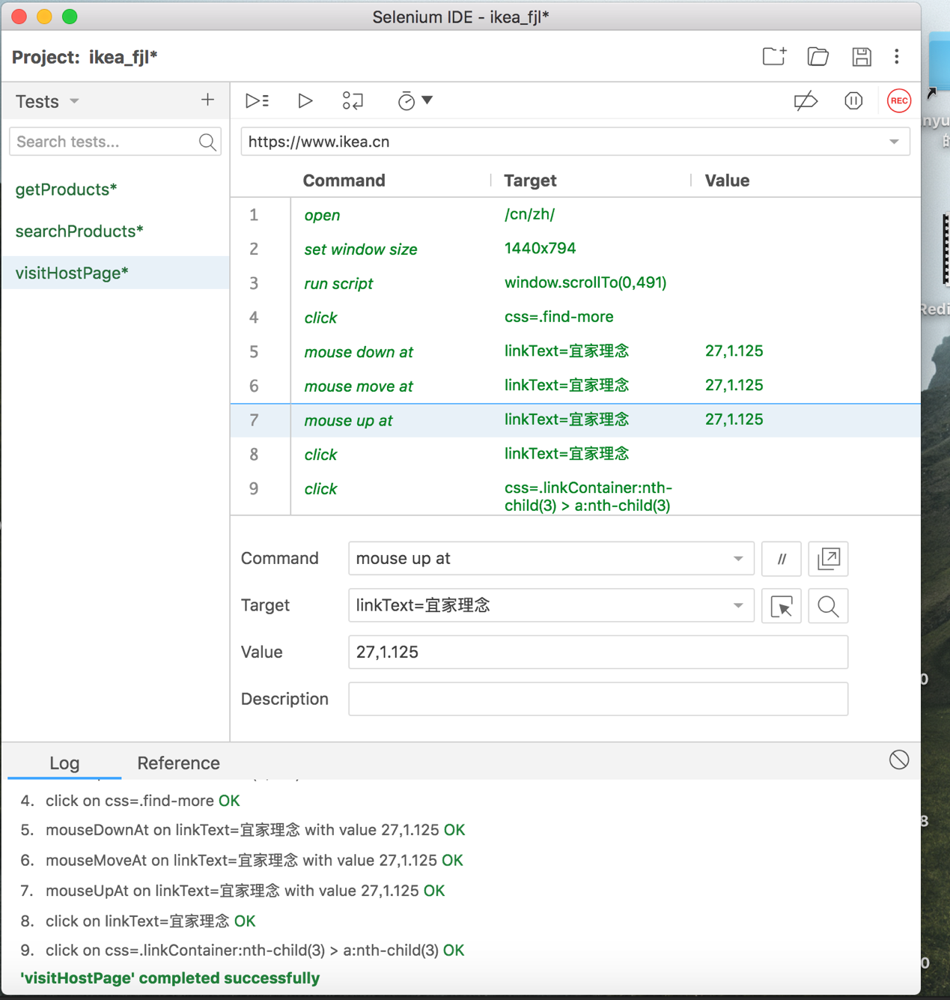 Selenium IDE - ikea_fjl*
Project: ikea_fjl*
Tests
REC
Search tests...
https://www.ikea.cn
getProducts*
searchProducts*
visitHostPage*
Command Target Value
1 open /cn/zh/
2 set window size 1440x794
3 run script window.scrollTo(0,491)
4 click css=.find-more
5 mouse down at linkText=宜家理念 27,1.125
6 mouse move at linkText=宜家理念 27,1.125
7 mouse up at linkText=宜家理念 27,1.125
8 click linkText=宜家理念
9 click css=.linkContainer:nth-
child(3) > a:nth-child(3)
Command mouse up at //
Target linkText=宜家理念
Value 27,1.125
Description
Log Reference
4. click on css=.find-more OK
5. mouseDownAt on linkText=宜家理念 with value 27,1.125 OK
6. mouseMoveAt on linkText=宜家理念 with value 27,1.125 OK
7. mouseUpAt on linkText=宜家理念 with value 27,1.125 OK
8. click on linkText=宜家理念 OK
9. click on css=.linkContainer:nth-child(3) > a:nth-child(3) OK
'visitHostPage' completed successfully